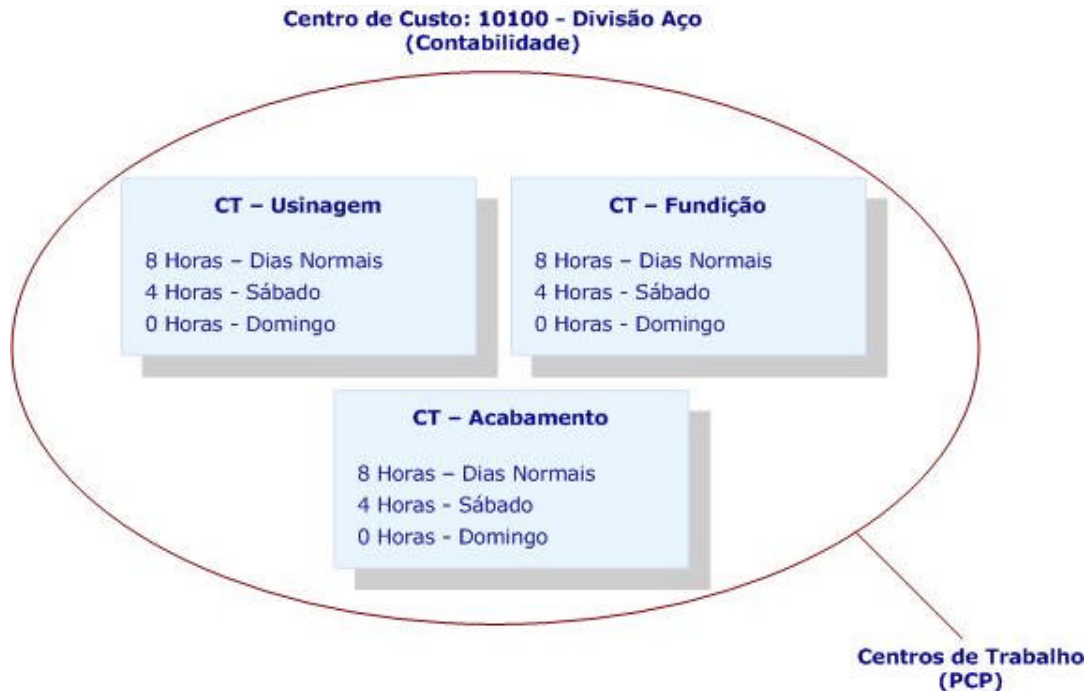 Centro de Custo: 10100 - Divisão Aço
(Contabilidade)
CT – Usinagem
8 Horas – Dias Normais
4 Horas - Sábado
0 Horas - Domingo
CT – Fundição
8 Horas – Dias Normais
4 Horas - Sábado
0 Horas - Domingo
CT – Acabamento
8 Horas – Dias Normais
4 Horas - Sábado
0 Horas - Domingo
Centros de Trabalho
(PCP)